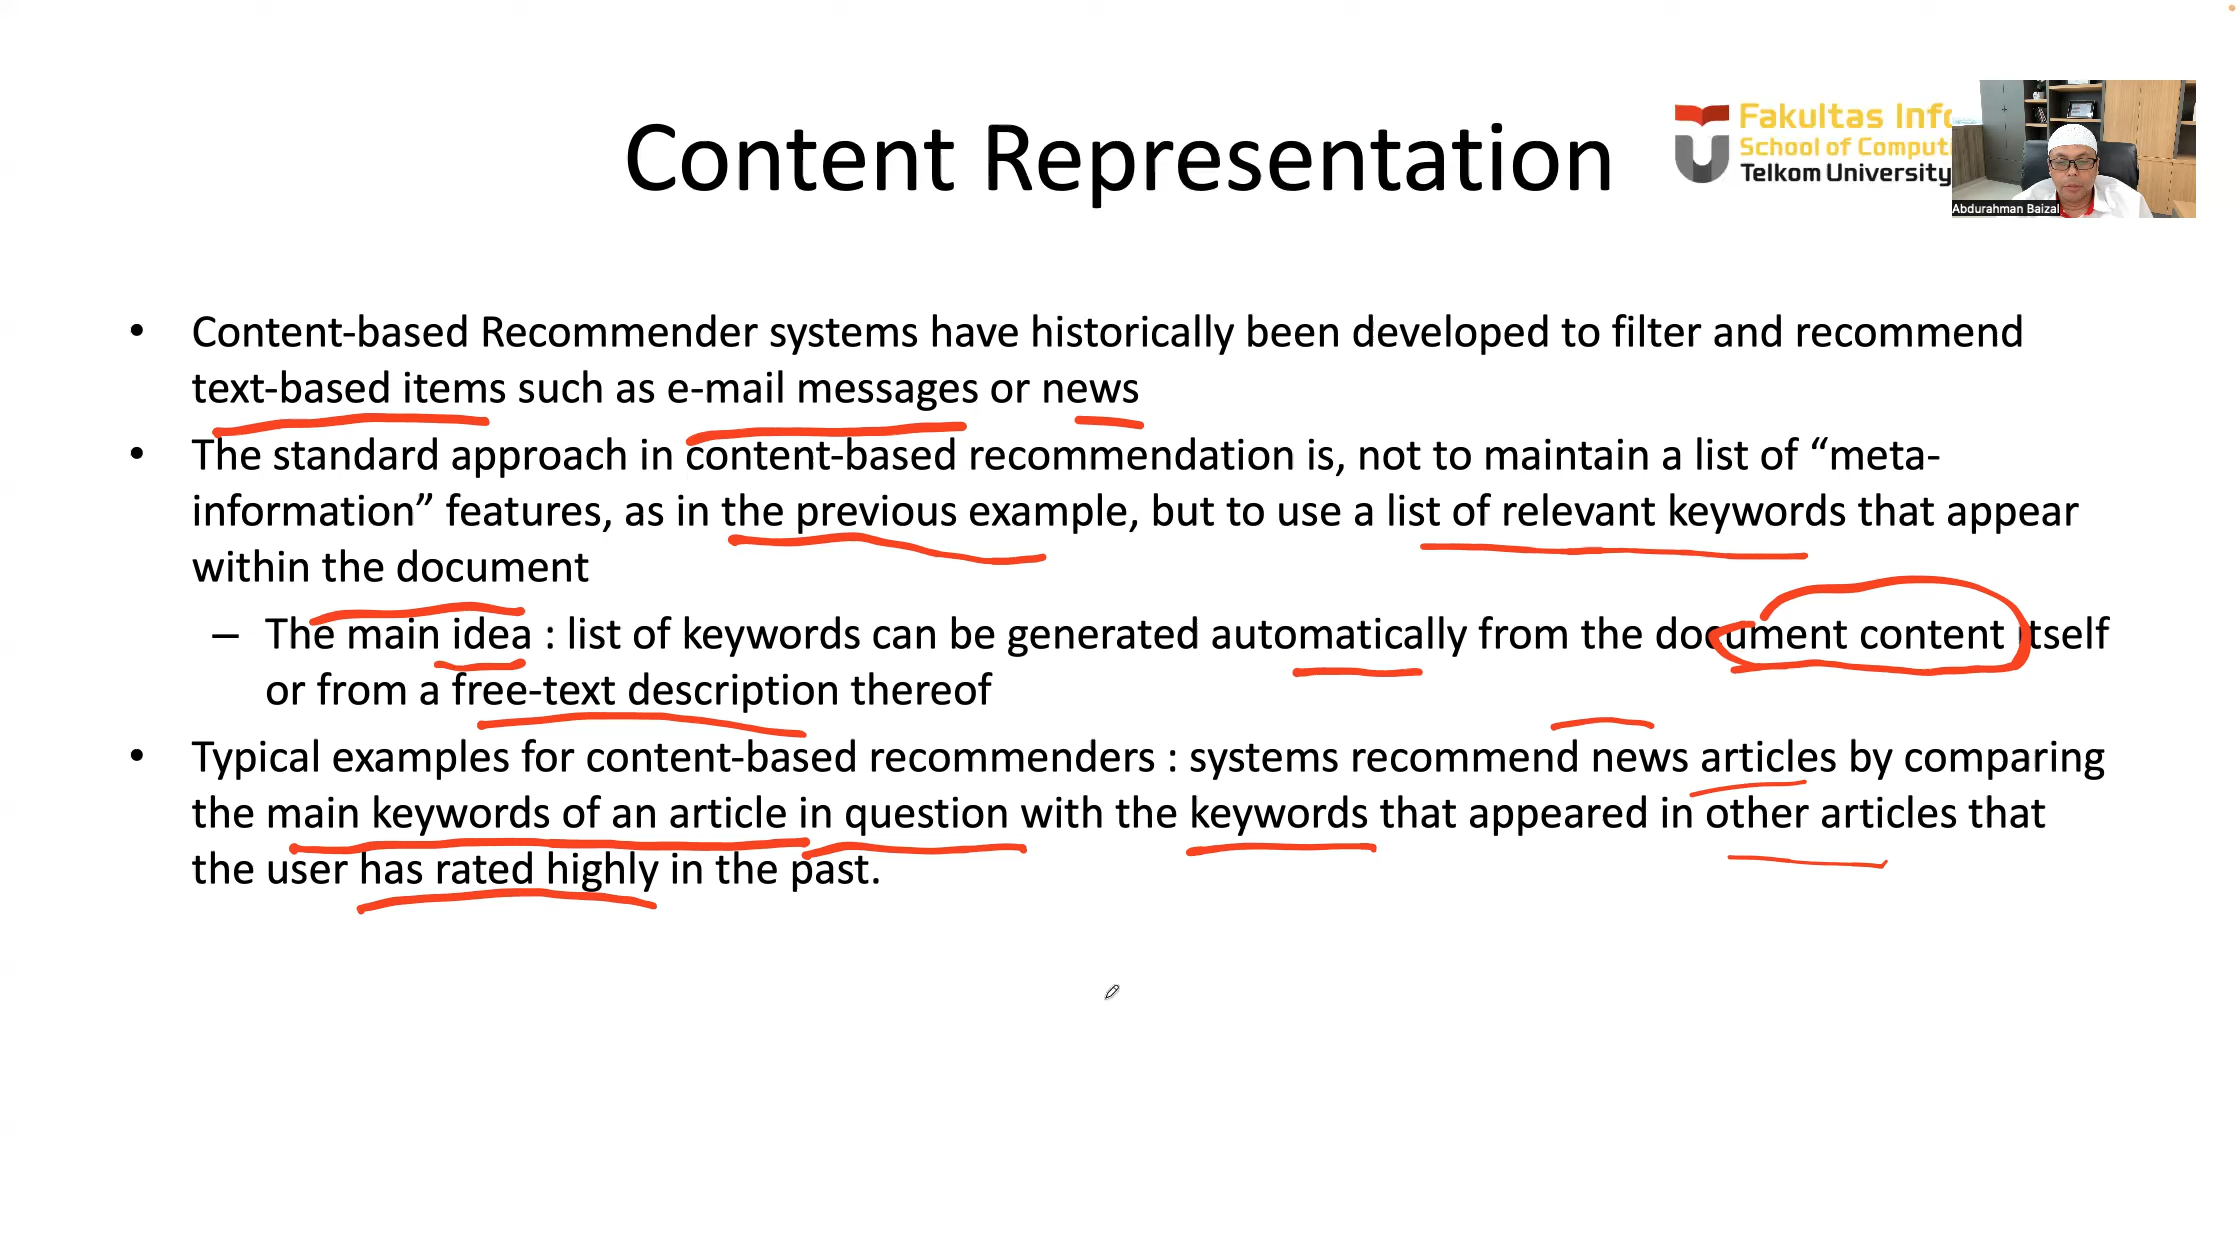 Content Representation
Fakultas Info
School of Computi
Telkom University
Abdurahman Baizal
• Content-based Recommender systems have historically been developed to filter and recommend
text-based items such as e-mail messages or news
• The standard approach in content-based recommendation is, not to maintain a list of “meta-
information” features, as in the previous example, but to use a list of relevant keywords that appear
within the document
– The main idea : list of keywords can be generated automatically from the document content itself
or from a free-text description thereof
• Typical examples for content-based recommenders : systems recommend news articles by comparing
the main keywords of an article in question with the keywords that appeared in other articles that
the user has rated highly in the past.